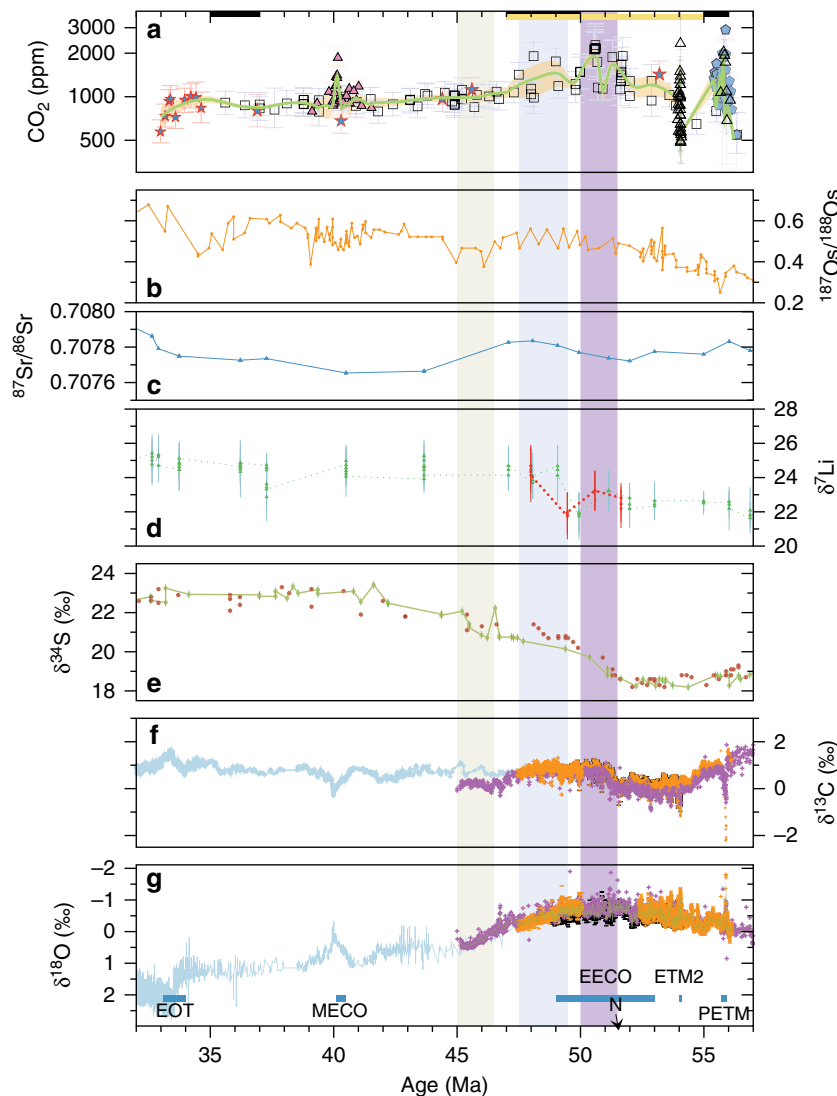 a
3000
2000
1000
500
CO2 (ppm)
b
0.6
0.4
0.2
187Os/188Os
0.7080
0.7078
0.7076
87Sr/86Sr
c
28
26
24
22
20
δ7Li
d
24
22
20
18
δ34S (‰)
e
f
2
0
−2
δ13C (‰)
g
−2
−1
0
1
2
δ18O (‰)
EECO
ETM2
EOT
MECO
N
PETM
35
40
45
50
55
Age (Ma)